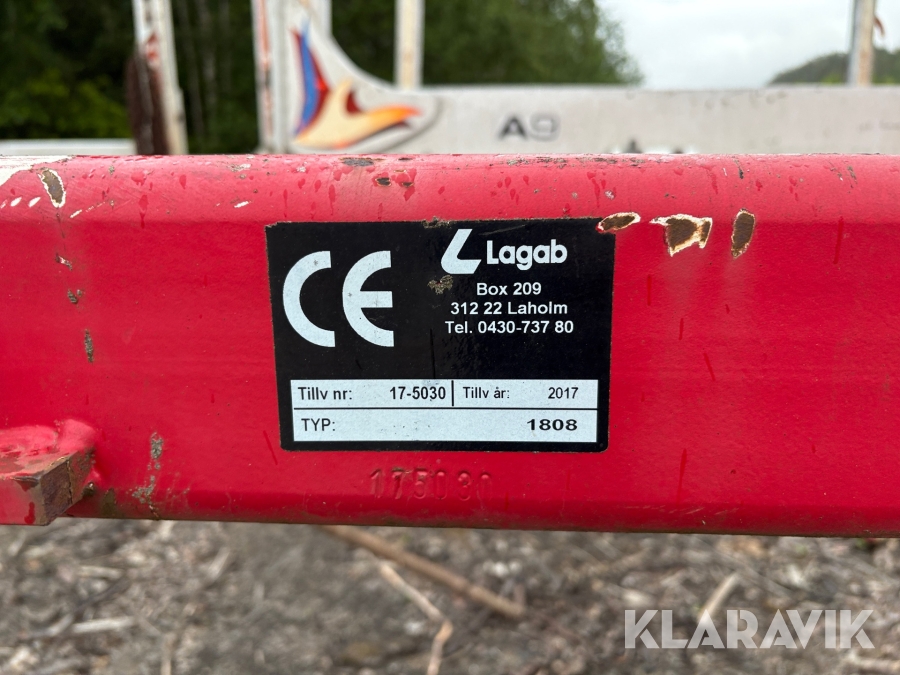 A9
CE
Lagab
Box 209
312 22 Laholm
Tel. 0430-737 80
Tillv nr: 17-5030 Tillv år: 2017
TYP: 1808
175030
KLARAVIK